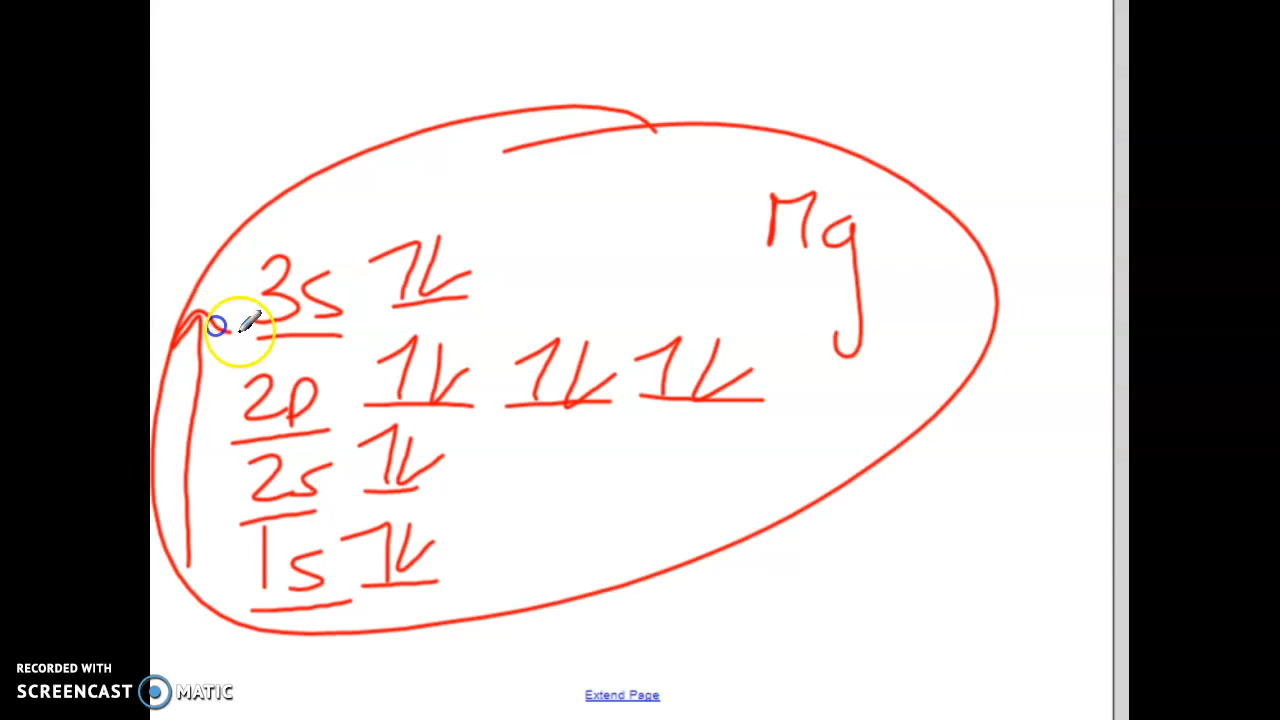 Mg
3s
2p
2s
1s
RECORDED WITH
SCREENCAST MATIC
Extend Page